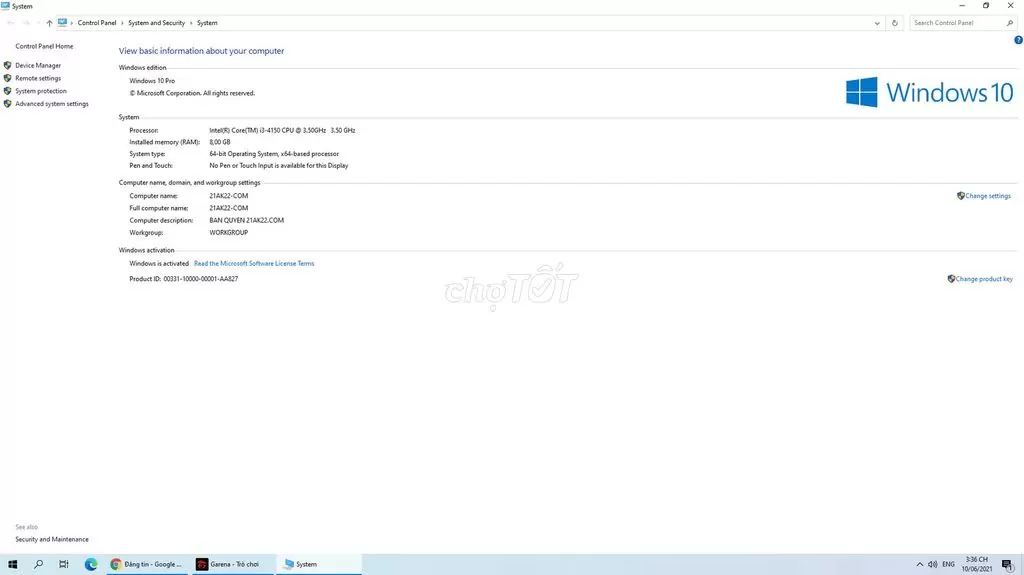 System
Control Panel › System and Security › System
Search Control Panel
Control Panel Home
Device Manager
Remote settings
System protection
Advanced system settings
View basic information about your computer
Windows edition
Windows 10 Pro
© Microsoft Corporation. All rights reserved.
Windows 10
System
Processor: Intel(R) Core(TM) i3-4150 CPU @ 3.50GHz 3.50 GHz
Installed memory (RAM): 8,00 GB
System type: 64-bit Operating System, x64-based processor
Pen and Touch: No Pen or Touch Input is available for this Display
Computer name, domain, and workgroup settings
Computer name: 21AK22-COM
Change settings
Full computer name: 21AK22-COM
Computer description: BAN QUYEN 21AK22.COM
Workgroup: WORKGROUP
Windows activation
Windows is activated Read the Microsoft Software License Terms
Product ID: 00331-10000-00001-AA827
Change product key
chợTỐT
See also
Security and Maintenance
Đăng tin - Google ...
Garena - Trò chơi
System
ENG
3:36 CH
10/06/2021
1